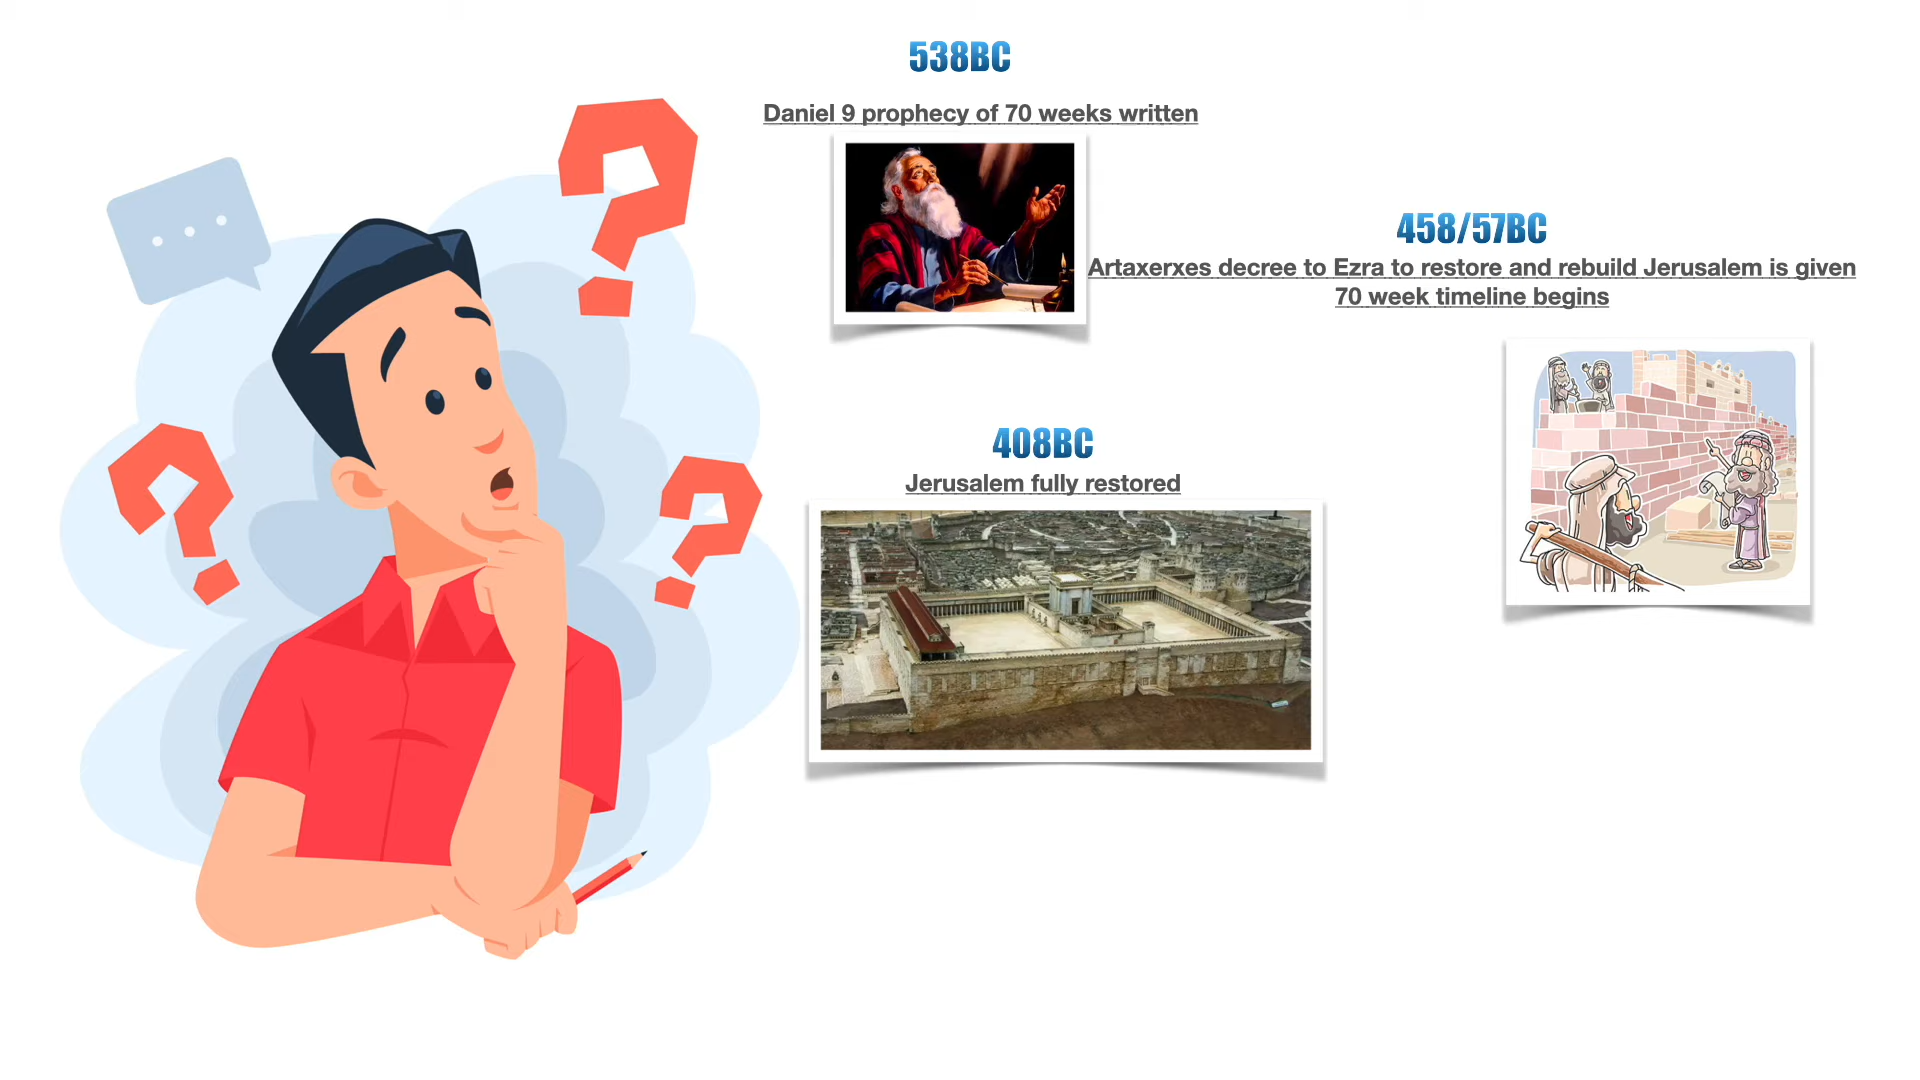 538BC
Daniel 9 prophecy of 70 weeks written
458/57BC
Artaxerxes decree to Ezra to restore and rebuild Jerusalem is given
70 week timeline begins
408BC
Jerusalem fully restored